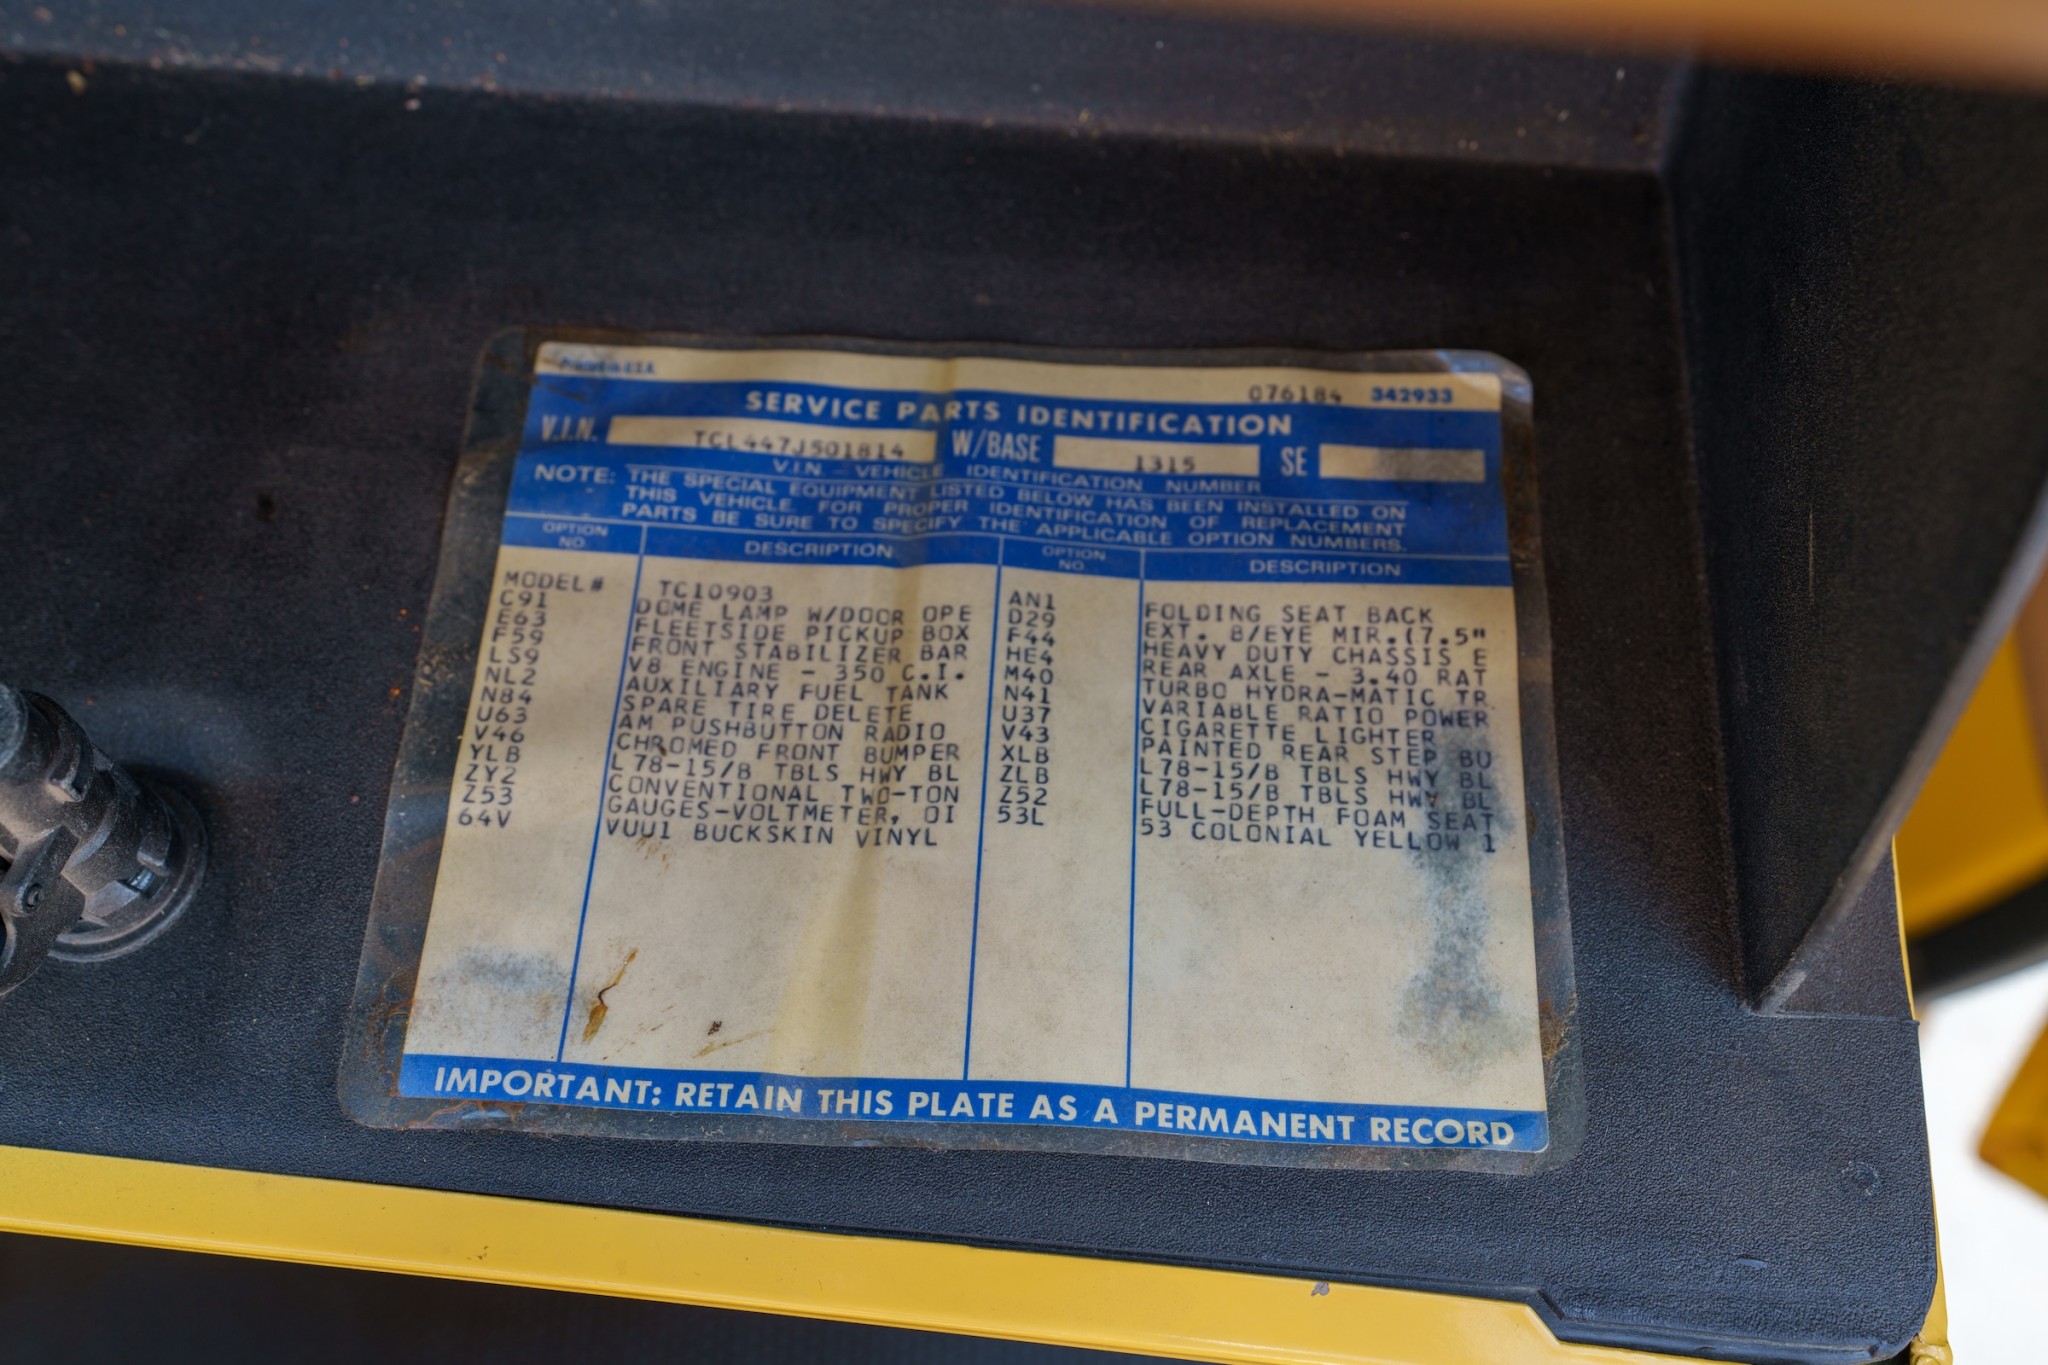 076184 342933
SERVICE PARTS IDENTIFICATION
V.I.N. TCL447J501814 W/BASE 1315 SE
V.I.N. - VEHICLE IDENTIFICATION NUMBER
NOTE: THE SPECIAL EQUIPMENT LISTED BELOW HAS BEEN INSTALLED ON
THIS VEHICLE. FOR PROPER IDENTIFICATION OF REPLACEMENT
PARTS BE SURE TO SPECIFY THE APPLICABLE OPTION NUMBERS.
OPTION NO. DESCRIPTION OPTION NO. DESCRIPTION
MODEL# TC10903
C91 DOME LAMP W/DOOR OPE AN1 FOLDING SEAT BACK
E63 FLEETSIDE PICKUP BOX D29 EXT. B/EYE MIR.(7.5"
F59 FRONT STABILIZER BAR F44 HEAVY DUTY CHASSIS E
LS9 V8 ENGINE - 350 C.I. HE4 REAR AXLE - 3.40 RAT
NL2 AUXILIARY FUEL TANK M40 TURBO HYDRA-MATIC TR
N84 SPARE TIRE DELETE N41 VARIABLE RATIO POWER
U63 AM PUSHBUTTON RADIO U37 CIGARETTE LIGHTER
V46 CHROMED FRONT BUMPER V43 PAINTED REAR STEP BU
YLB L78-15/B TBLS HWY BL XLB L78-15/B TBLS HWY BL
ZY2 CONVENTIONAL TWO-TON ZLB L78-15/B TBLS HWY BL
Z53 GAUGES-VOLTMETER, OI Z52 FULL-DEPTH FOAM SEAT
64V VUU1 BUCKSKIN VINYL 53L 53 COLONIAL YELLOW 1
IMPORTANT: RETAIN THIS PLATE AS A PERMANENT RECORD